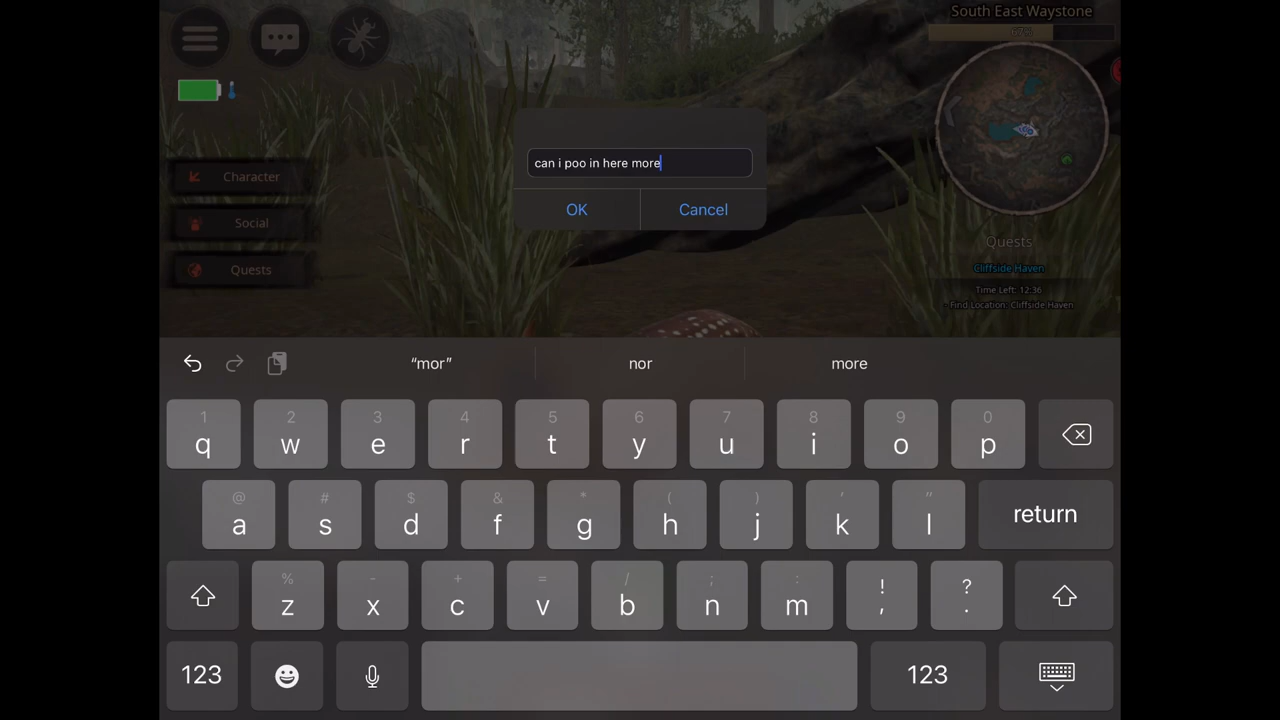 South East Waystone
67%
can i poo in here more
OK
Cancel
Character
Social
Quests
Quests
Cliffside Haven
Time Left: 12:36
- Find Location: Cliffside Haven
“mor”
nor
more
1 2 3 4 5 6 7 8 9 0
q w e r t y u i o p
@ # $ & * ( ) ' "
a s d f g h j k l return
% - + = / ; : ! ?
z x c v b n m , .
123
123